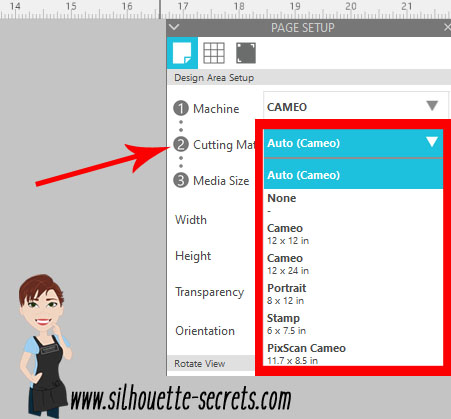 14 15 16 17 18 19 20 21
PAGE SETUP
Design Area Setup
1 Machine CAMEO
2 Cutting Mat Auto (Cameo)
Auto (Cameo)
3 Media Size
None
-
Width
Cameo
12 x 12 in
Height
Cameo
12 x 24 in
Transparency
Portrait
8 x 12 in
Stamp
6 x 7.5 in
Orientation
PixScan Cameo
11.7 x 8.5 in
Rotate View
www.silhouette-secrets.com